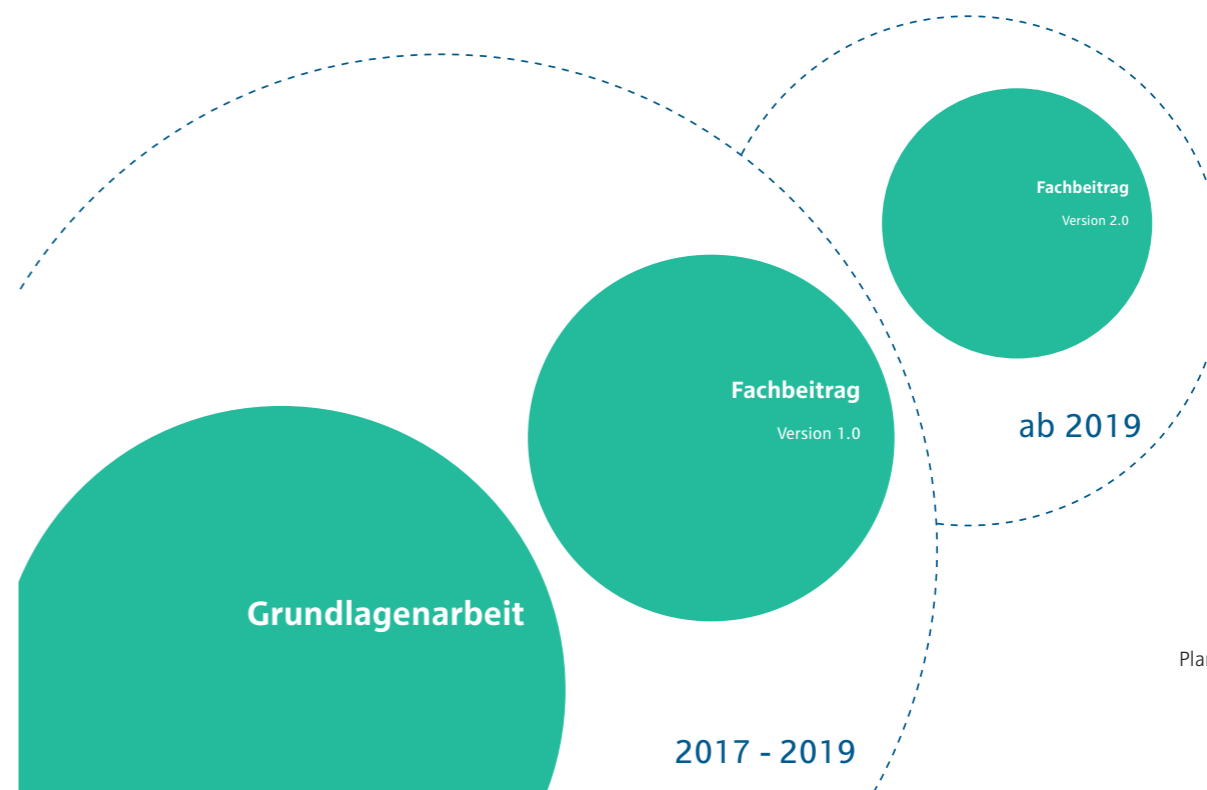 Fachbeitrag
Version 2.0
Fachbeitrag
Version 1.0
ab 2019
Grundlagenarbeit
2017 - 2019